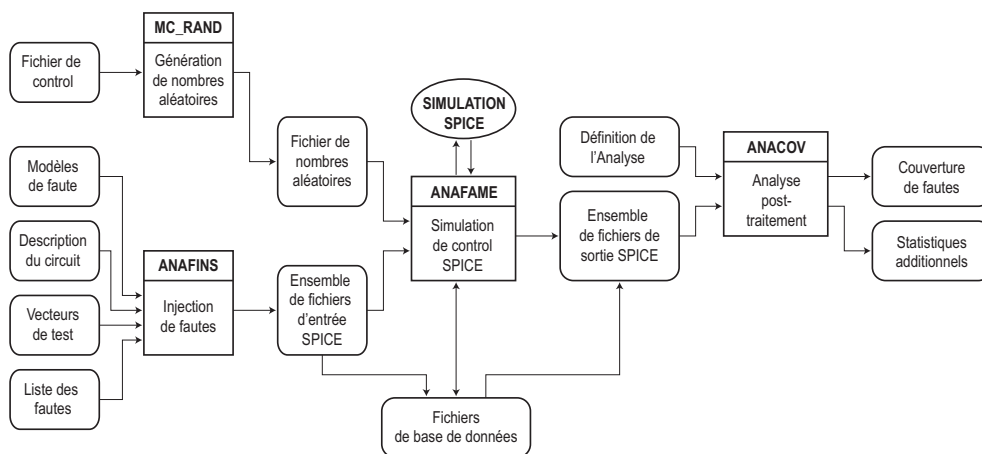 MC_RAND
Génération
de nombres
aléatoires
Fichier de
control
SIMULATION
SPICE
Fichier de
nombres
aléatoires
Définition de
l'Analyse
ANACOV
Analyse
post-
traitement
Couverture
de fautes
Modèles
de faute
ANAFAME
Simulation
de control
SPICE
Ensemble
de fichiers de
sortie SPICE
Statistiques
additionnels
Description
du circuit
ANAFINS
Injection
de fautes
Ensemble
de fichiers
d'entrée
SPICE
Vecteurs
de test
Liste des
fautes
Fichiers
de base de données